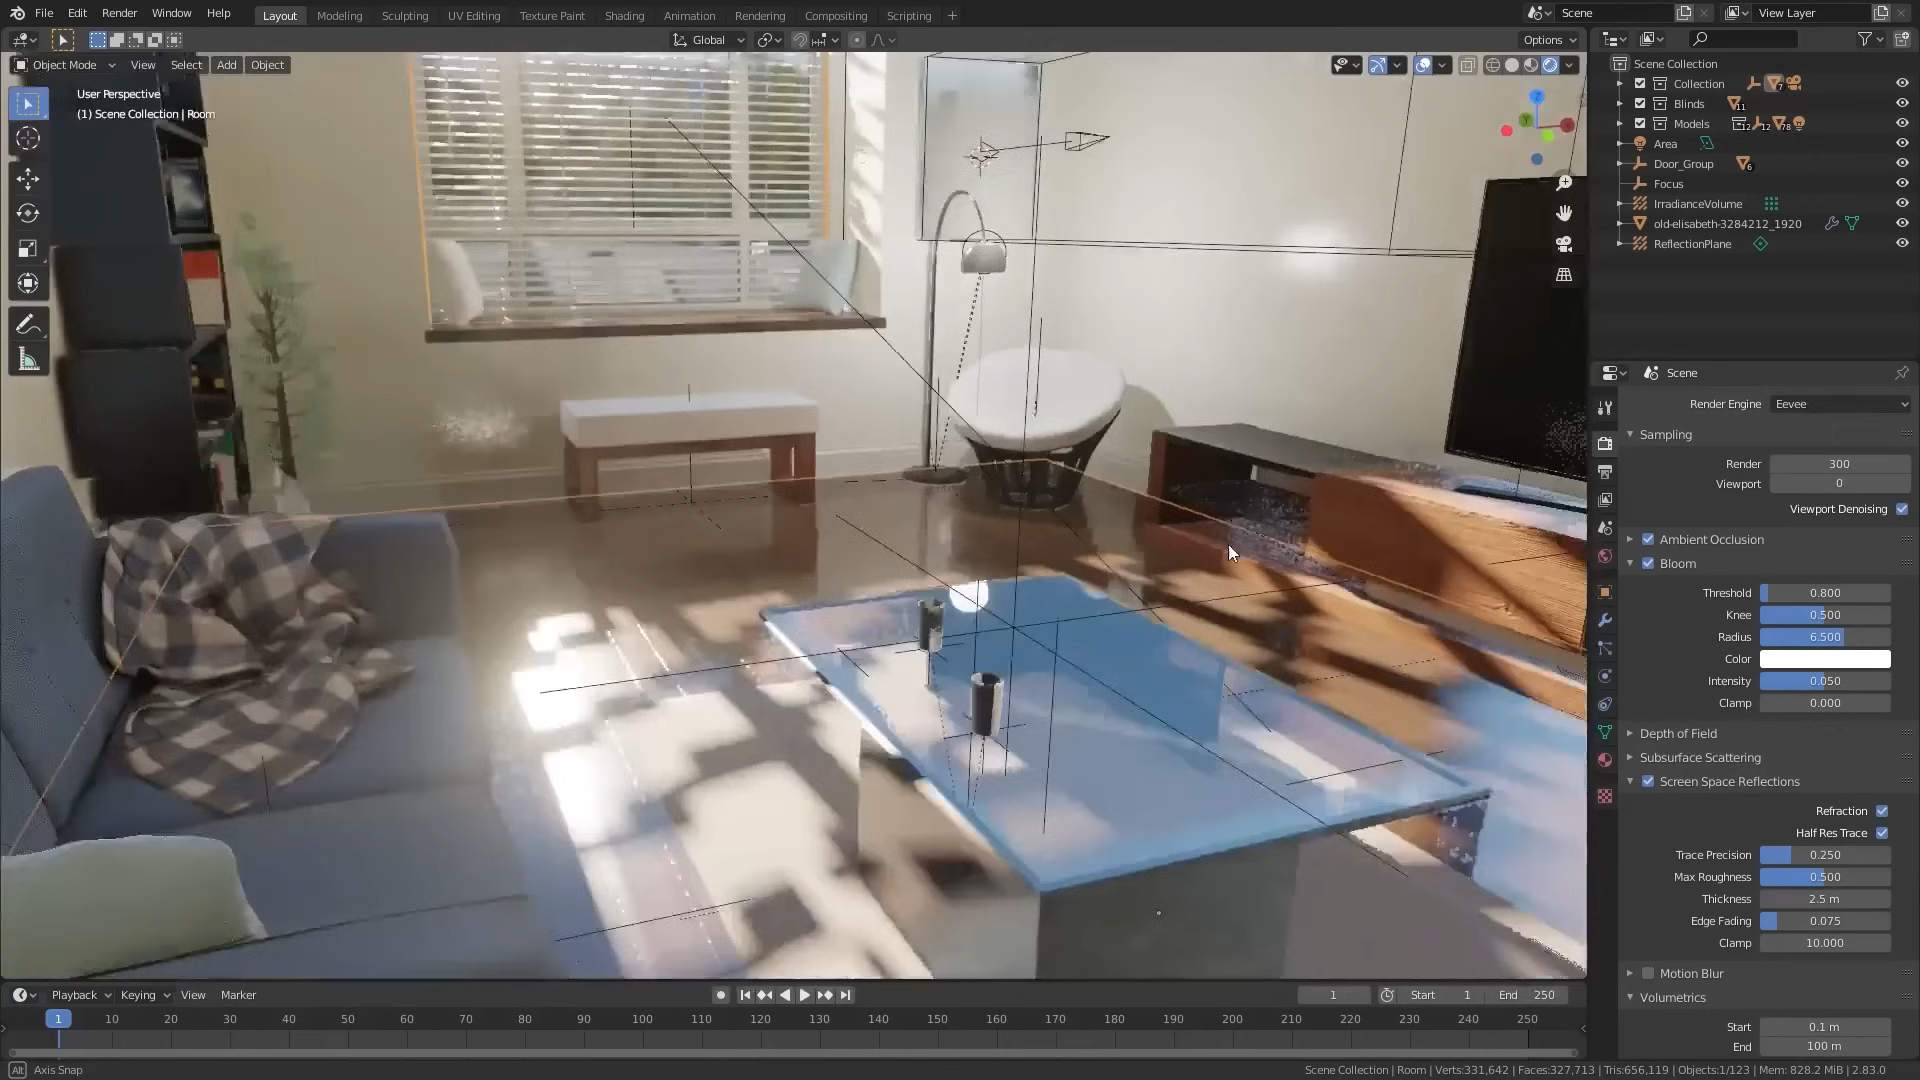 File Edit Render Window Help Layout Modeling Sculpting UV Editing Texture Paint Shading Animation Rendering Compositing Scripting + Scene View Layer
Global Options
Object Mode View Select Add Object
User Perspective
(1) Scene Collection | Room
Z
Y
Scene Collection
Collection 7
Blinds 11
Models 12 12 78
Area
Door_Group 6
Focus
IrradianceVolume
old-elisabeth-3284212_1920
ReflectionPlane
Scene
Render Engine Eevee
Sampling
Render 300
Viewport 0
Viewport Denoising
Ambient Occlusion
Bloom
Threshold 0.800
Knee 0.500
Radius 6.500
Color
Intensity 0.050
Clamp 0.000
Depth of Field
Subsurface Scattering
Screen Space Reflections
Refraction
Half Res Trace
Trace Precision 0.250
Max Roughness 0.500
Thickness 2.5 m
Edge Fading 0.075
Clamp 10.000
Motion Blur
Volumetrics
Start 0.1 m
End 100 m
Playback Keying View Marker 1 Start 1 End 250
1 10 20 30 40 50 60 70 80 90 100 110 120 130 140 150 160 170 180 190 200 210 220 230 240 250
Alt Axis Snap
Scene Collection | Room | Verts:331,642 | Faces:327,713 | Tris:656,119 | Objects:1/123 | Mem: 828.2 MiB | 2.83.0